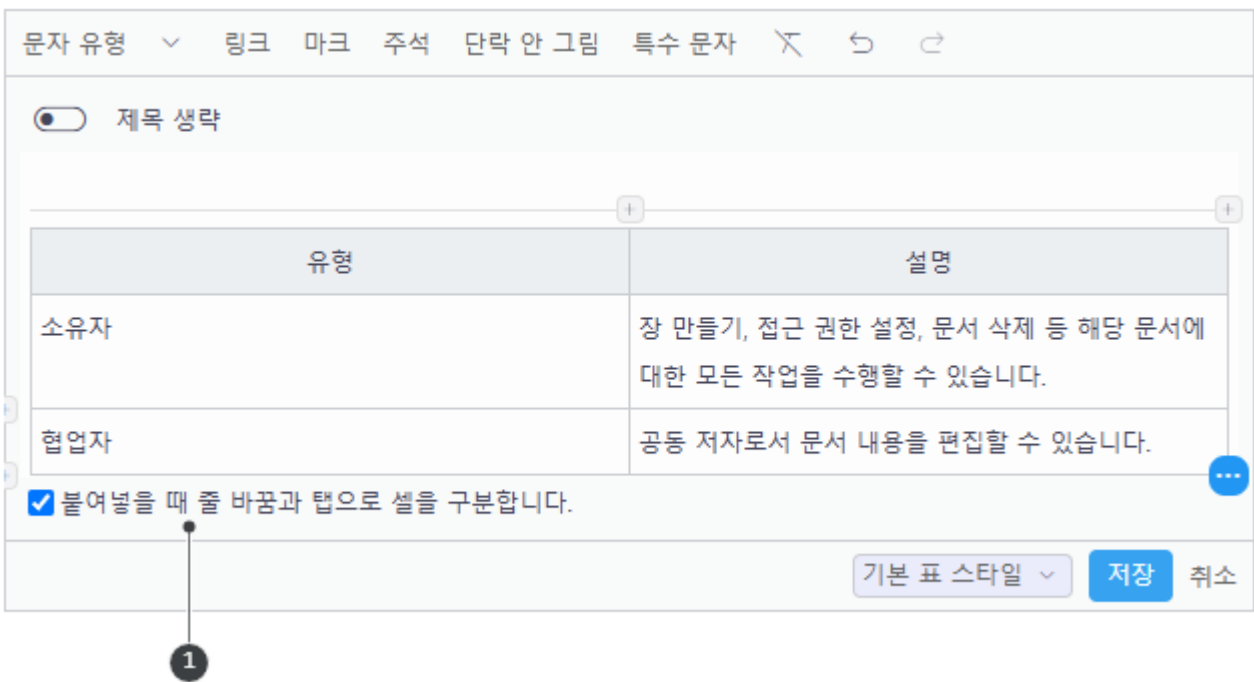 문자 유형 링크 마크 주석 단락 안 그림 특수 문자
제목 생략
유형 설명
소유자 장 만들기, 접근 권한 설정, 문서 삭제 등 해당 문서에
대한 모든 작업을 수행할 수 있습니다.
협업자 공동 저자로서 문서 내용을 편집할 수 있습니다.
붙여넣을 때 줄 바꿈과 탭으로 셀을 구분합니다.
기본 표 스타일 저장 취소
1